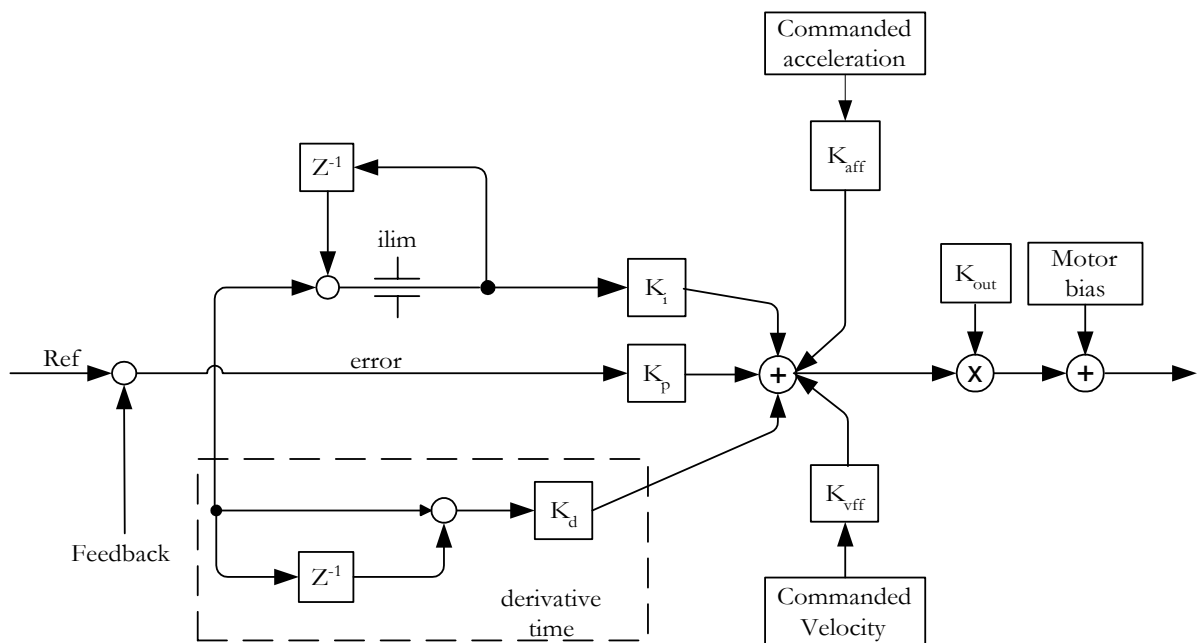 Commanded
acceleration
K_aff
Z^-1
ilim
K_i
K_out
Motor
bias
Ref
error
K_p
+
X
+
K_d
K_vff
Feedback
Z^-1
derivative
time
Commanded
Velocity